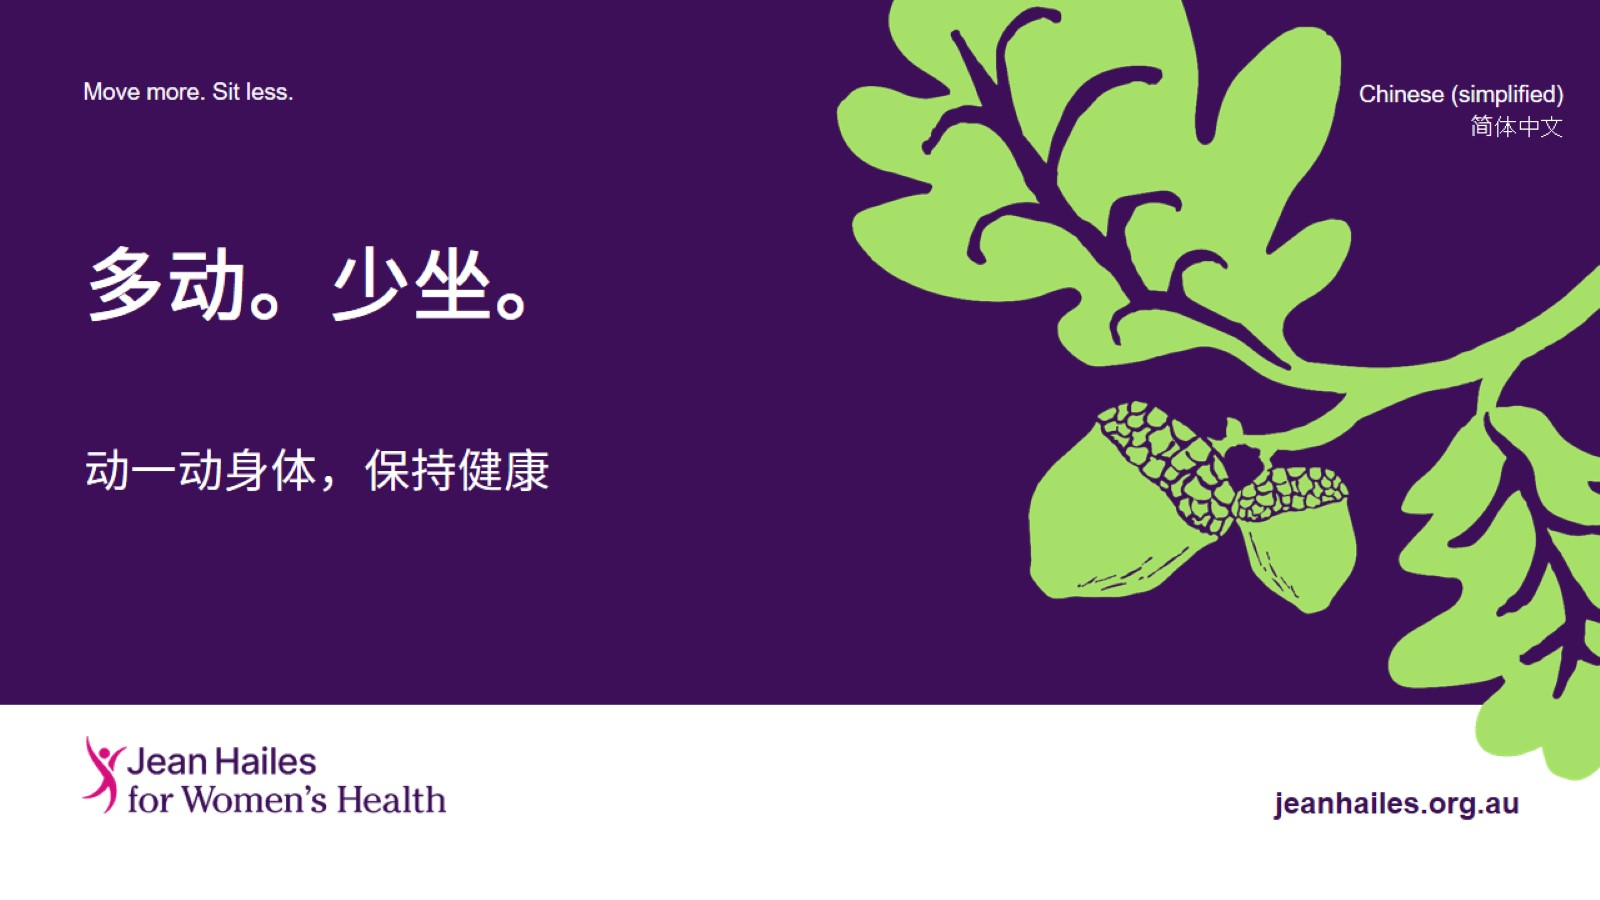 Move more. Sit less.
Chinese (simplified)
简体中文
多动。少坐。
动一动身体，保持健康
Jean Hailes
for Women's Health
jeanhailes.org.au